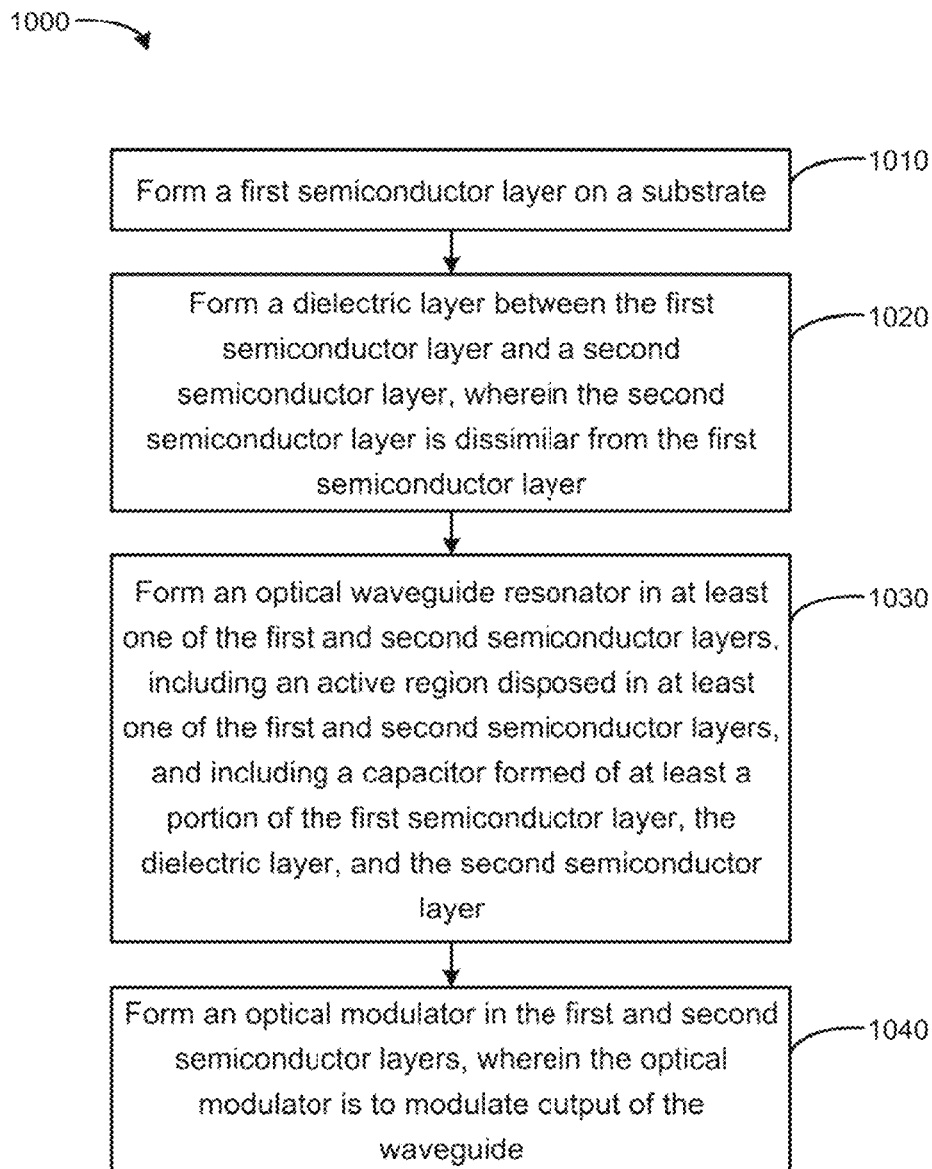 1000
Form a first semiconductor layer on a substrate
1010
Form a dielectric layer between the first
semiconductor layer and a second
semiconductor layer, wherein the second
semiconductor layer is dissimilar from the first
semiconductor layer
1020
Form an optical waveguide resonator in at least
one of the first and second semiconductor layers,
including an active region disposed in at least
one of the first and second semiconductor layers,
and including a capacitor formed of at least a
portion of the first semiconductor layer, the
dielectric layer, and the second semiconductor
layer
1030
Form an optical modulator in the first and second
semiconductor layers, wherein the optical
modulator is to modulate output of the
waveguide
1040